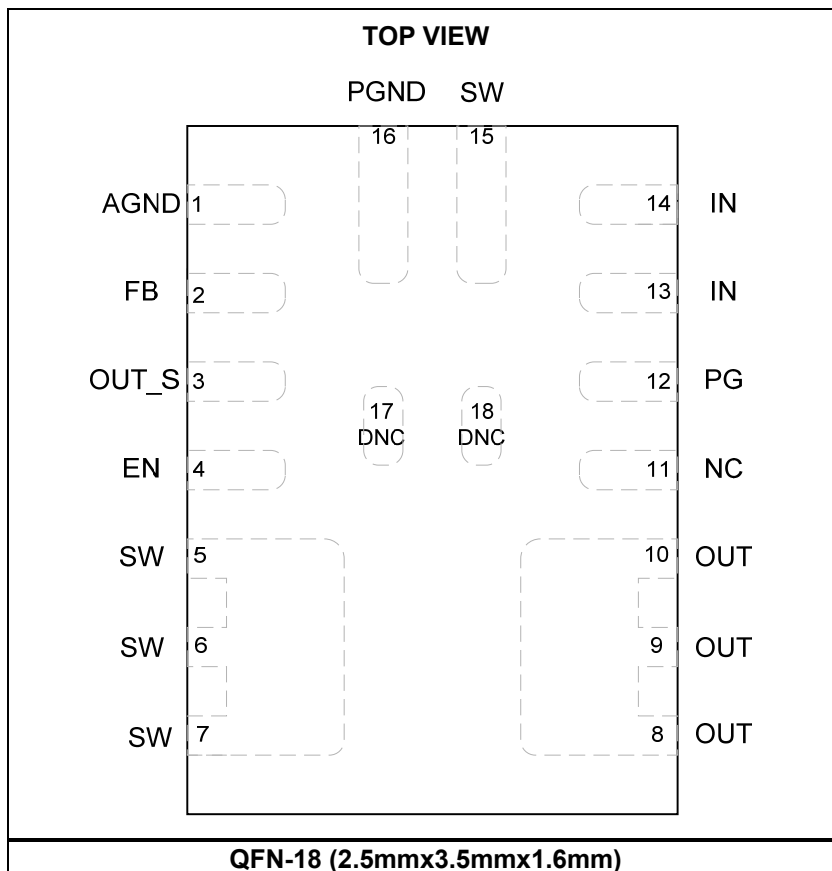 TOP VIEW
PGND SW
16 15
AGND 1 14 IN
FB 2 13 IN
OUT_S 3 12 PG
17 18
DNC DNC
EN 4 11 NC
SW 5 10 OUT
SW 6 9 OUT
SW 7 8 OUT
QFN-18 (2.5mmx3.5mmx1.6mm)